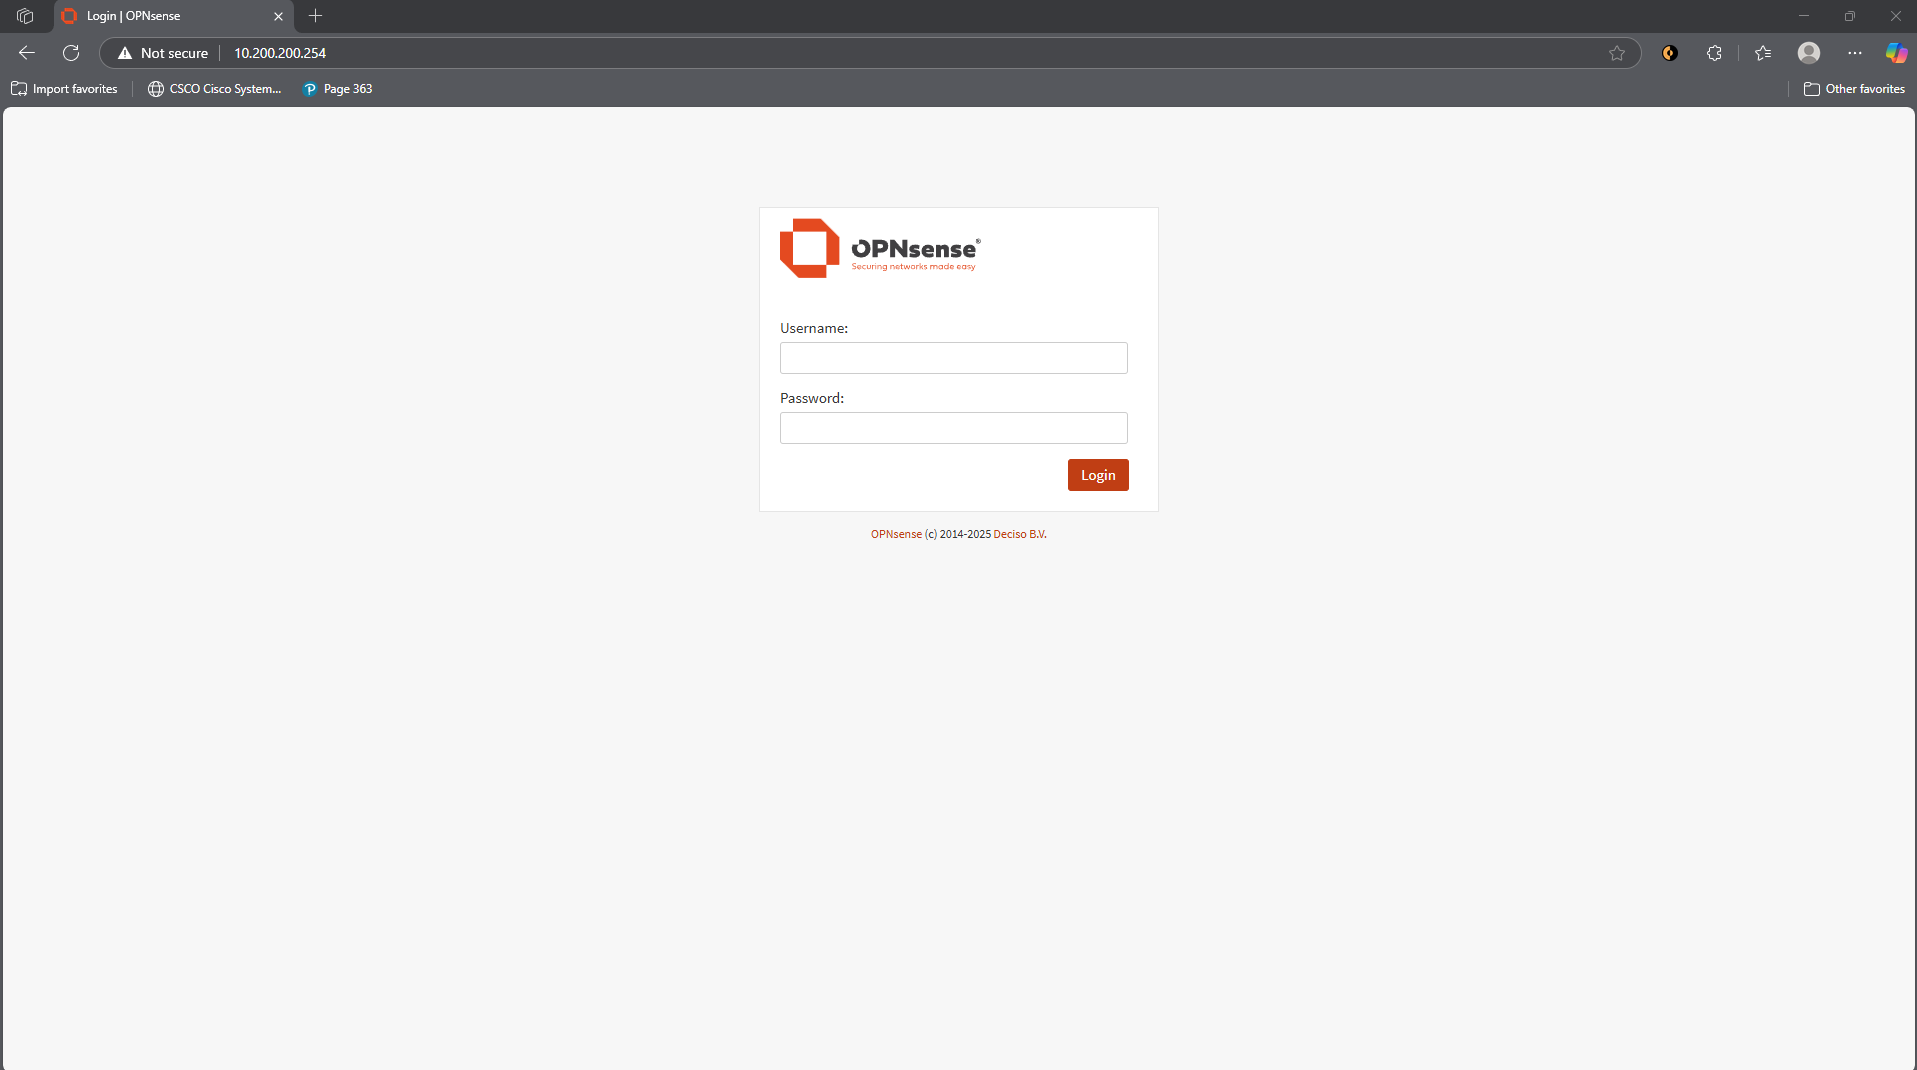 Login | OPNsense
Not secure
10.200.200.254
Import favorites
CSCO Cisco System...
Page 363
Other favorites
OPNsense®
Securing networks made easy
Username:
Password:
Login
OPNsense (c) 2014-2025 Deciso B.V.